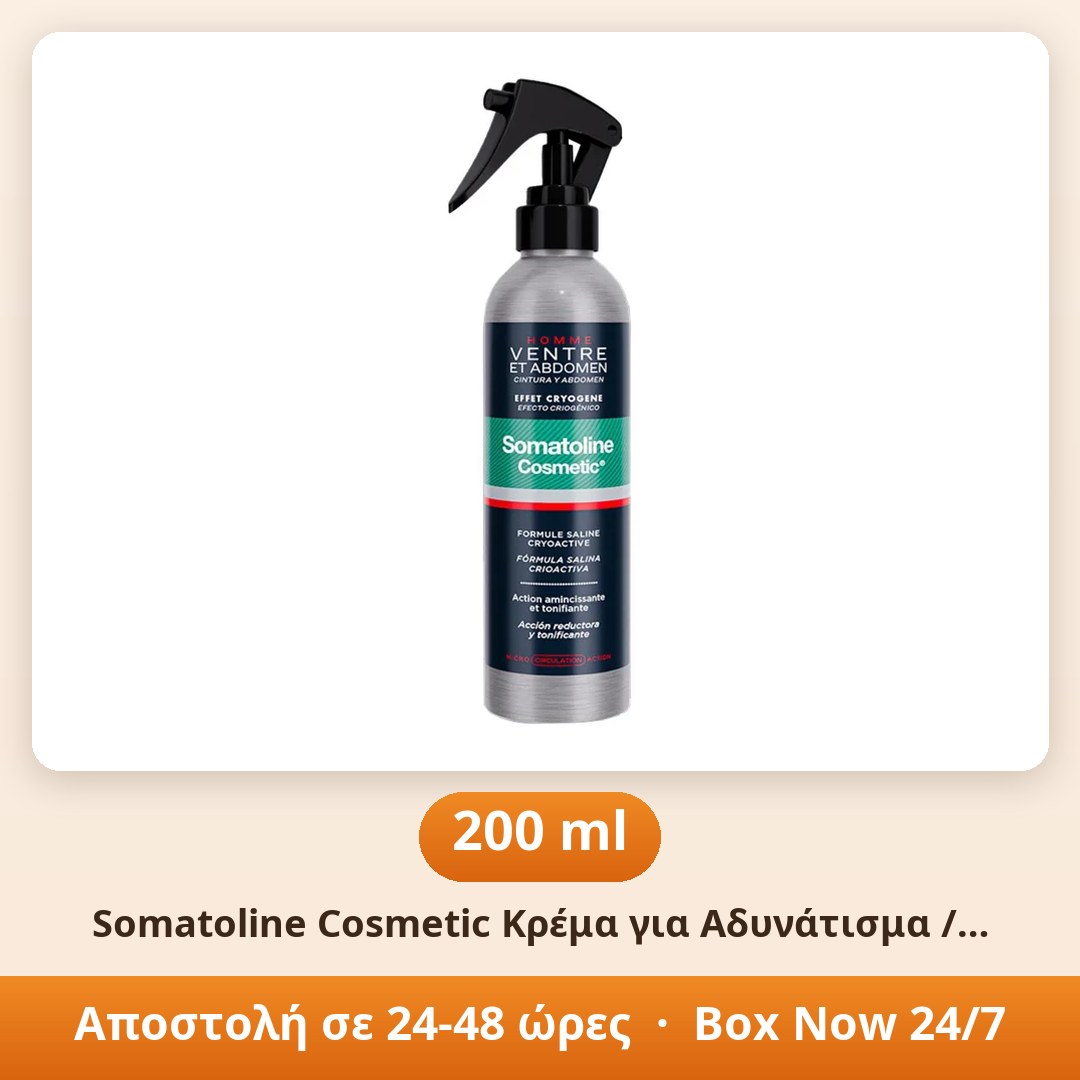 HOMME
VENTRE
ET ABDOMEN
CINTURA Y ABDOMEN
EFFET CRYOGENE
EFECTO CRIOGÉNICO
Somatoline
Cosmetic®
FORMULE SALINE
CRYOACTIVE
FÓRMULA SALINA
CRIOACTIVA
Action amincissante
et tonifiante
Acción reductora
y tonificante
MICRO CIRCULATION ACTION
200 ml
Somatoline Cosmetic Κρέμα για Αδυνάτισμα /...
Αποστολή σε 24-48 ώρες · Box Now 24/7